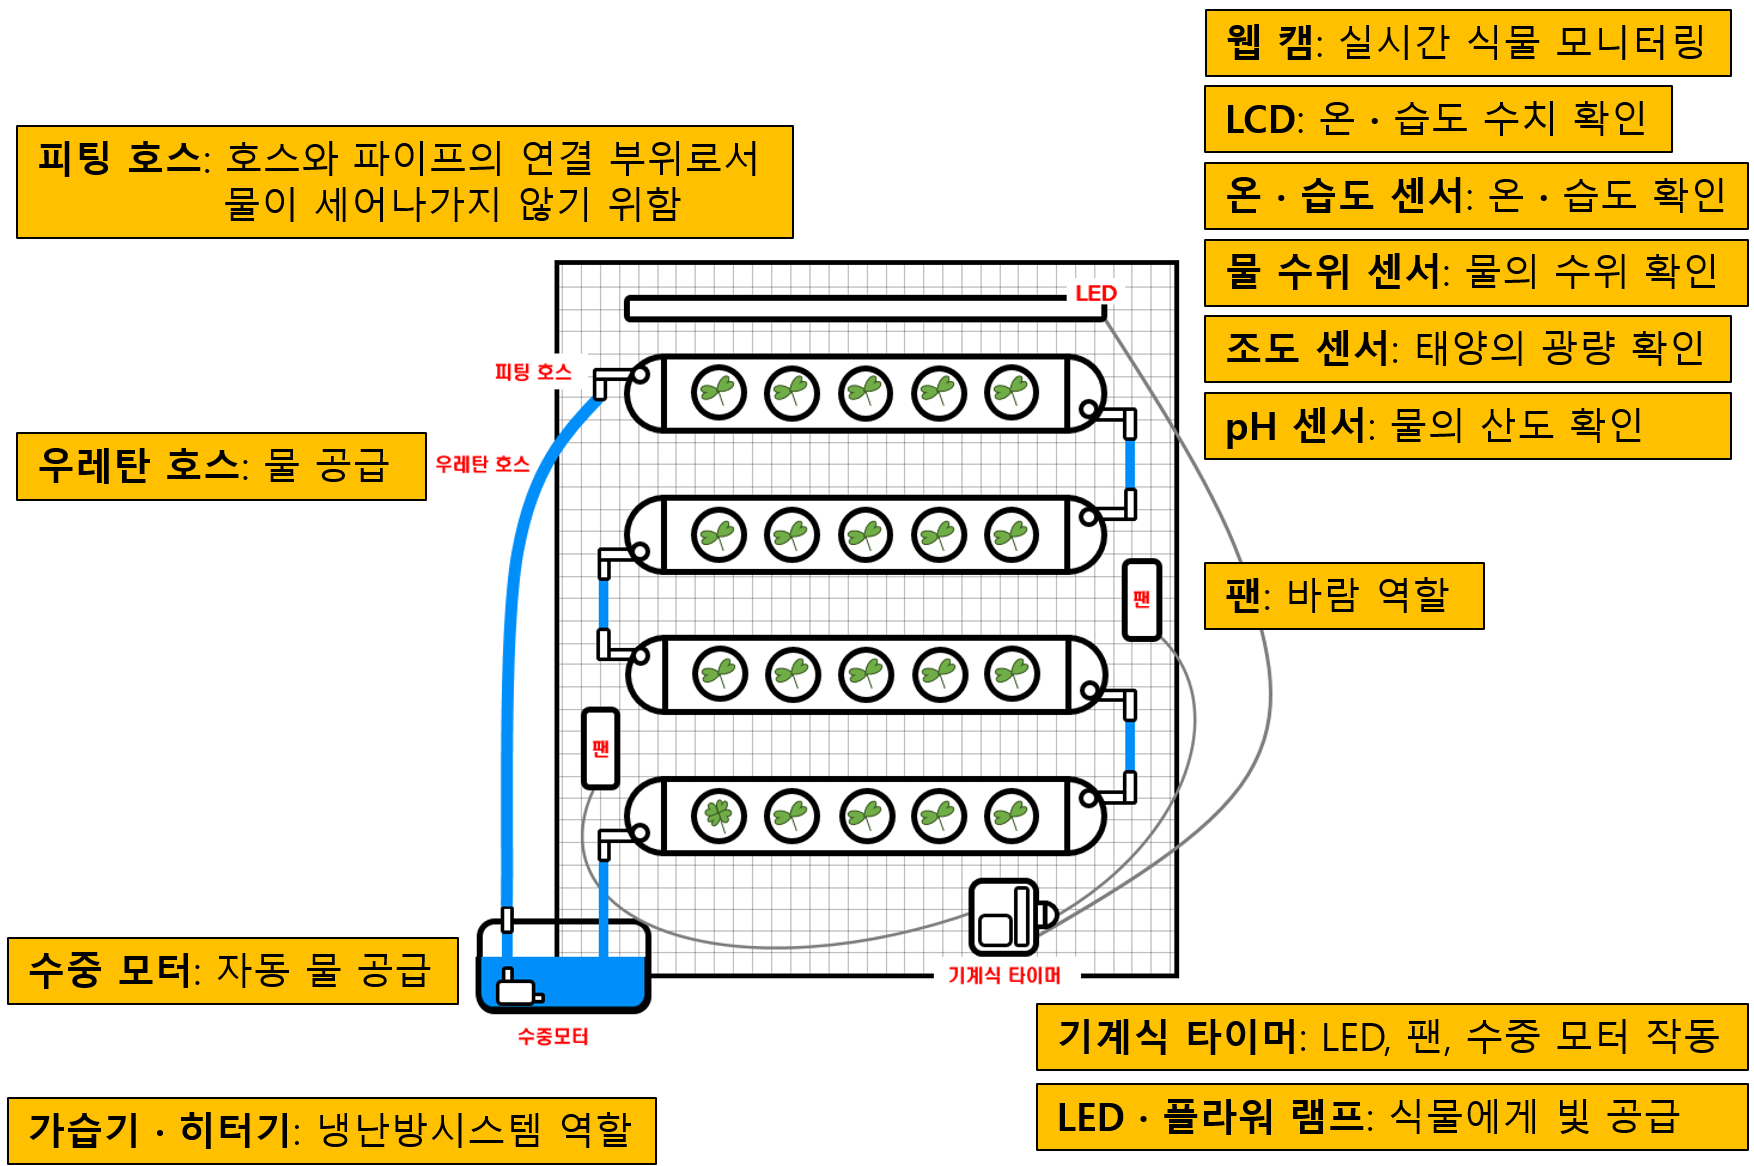 웹 캠: 실시간 식물 모니터링
LCD: 온 · 습도 수치 확인
피팅 호스: 호스와 파이프의 연결 부위로서
물이 세어나가지 않기 위함
온 · 습도 센서: 온 · 습도 확인
물 수위 센서: 물의 수위 확인
LED
조도 센서: 태양의 광량 확인
피팅 호스
pH 센서: 물의 산도 확인
우레탄 호스: 물 공급
우레탄 호스
팬
팬: 바람 역할
팬
수중 모터: 자동 물 공급
기계식 타이머
수중모터
기계식 타이머: LED, 팬, 수중 모터 작동
가습기 · 히터기: 냉난방시스템 역할
LED · 플라워 램프: 식물에게 빛 공급